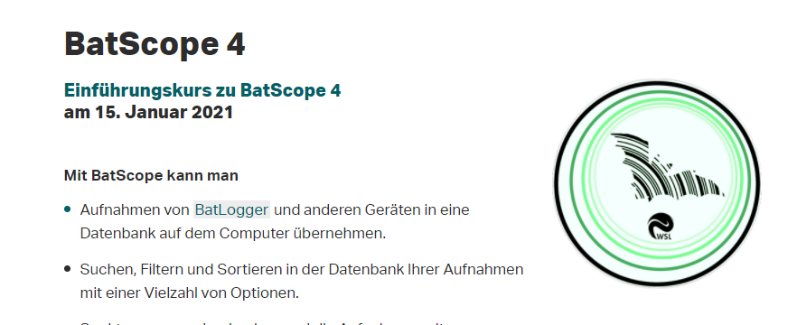 BatScope 4
Einführungskurs zu BatScope 4
am 15. Januar 2021
Mit BatScope kann man
Aufnahmen von BatLogger und anderen Geräten in eine
Datenbank auf dem Computer übernehmen.
Suchen, Filtern und Sortieren in der Datenbank Ihrer Aufnahmen
mit einer Vielzahl von Optionen.
WSL